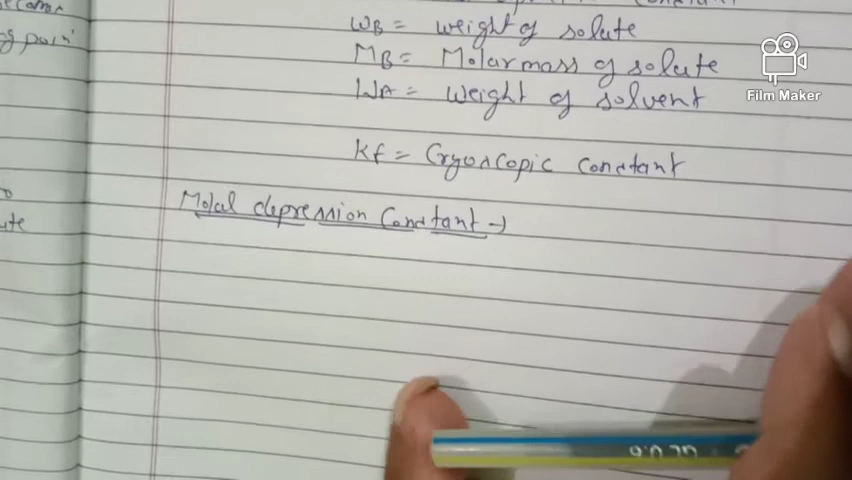 WB = weight of solute
MB = Molar mass of solute
WA = weight of solvent
Kf = Cryoscopic constant
Molal depression Constant →
Film Maker